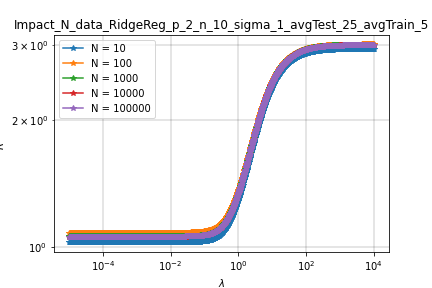 Impact_N_data_RidgeReg_p_2_n_10_sigma_1_avgTest_25_avgTrain_5
3 × 10⁰
2 × 10⁰
10⁰
N = 10
N = 100
N = 1000
N = 10000
N = 100000
10⁻⁴ 10⁻² 10⁰ 10² 10⁴
λ